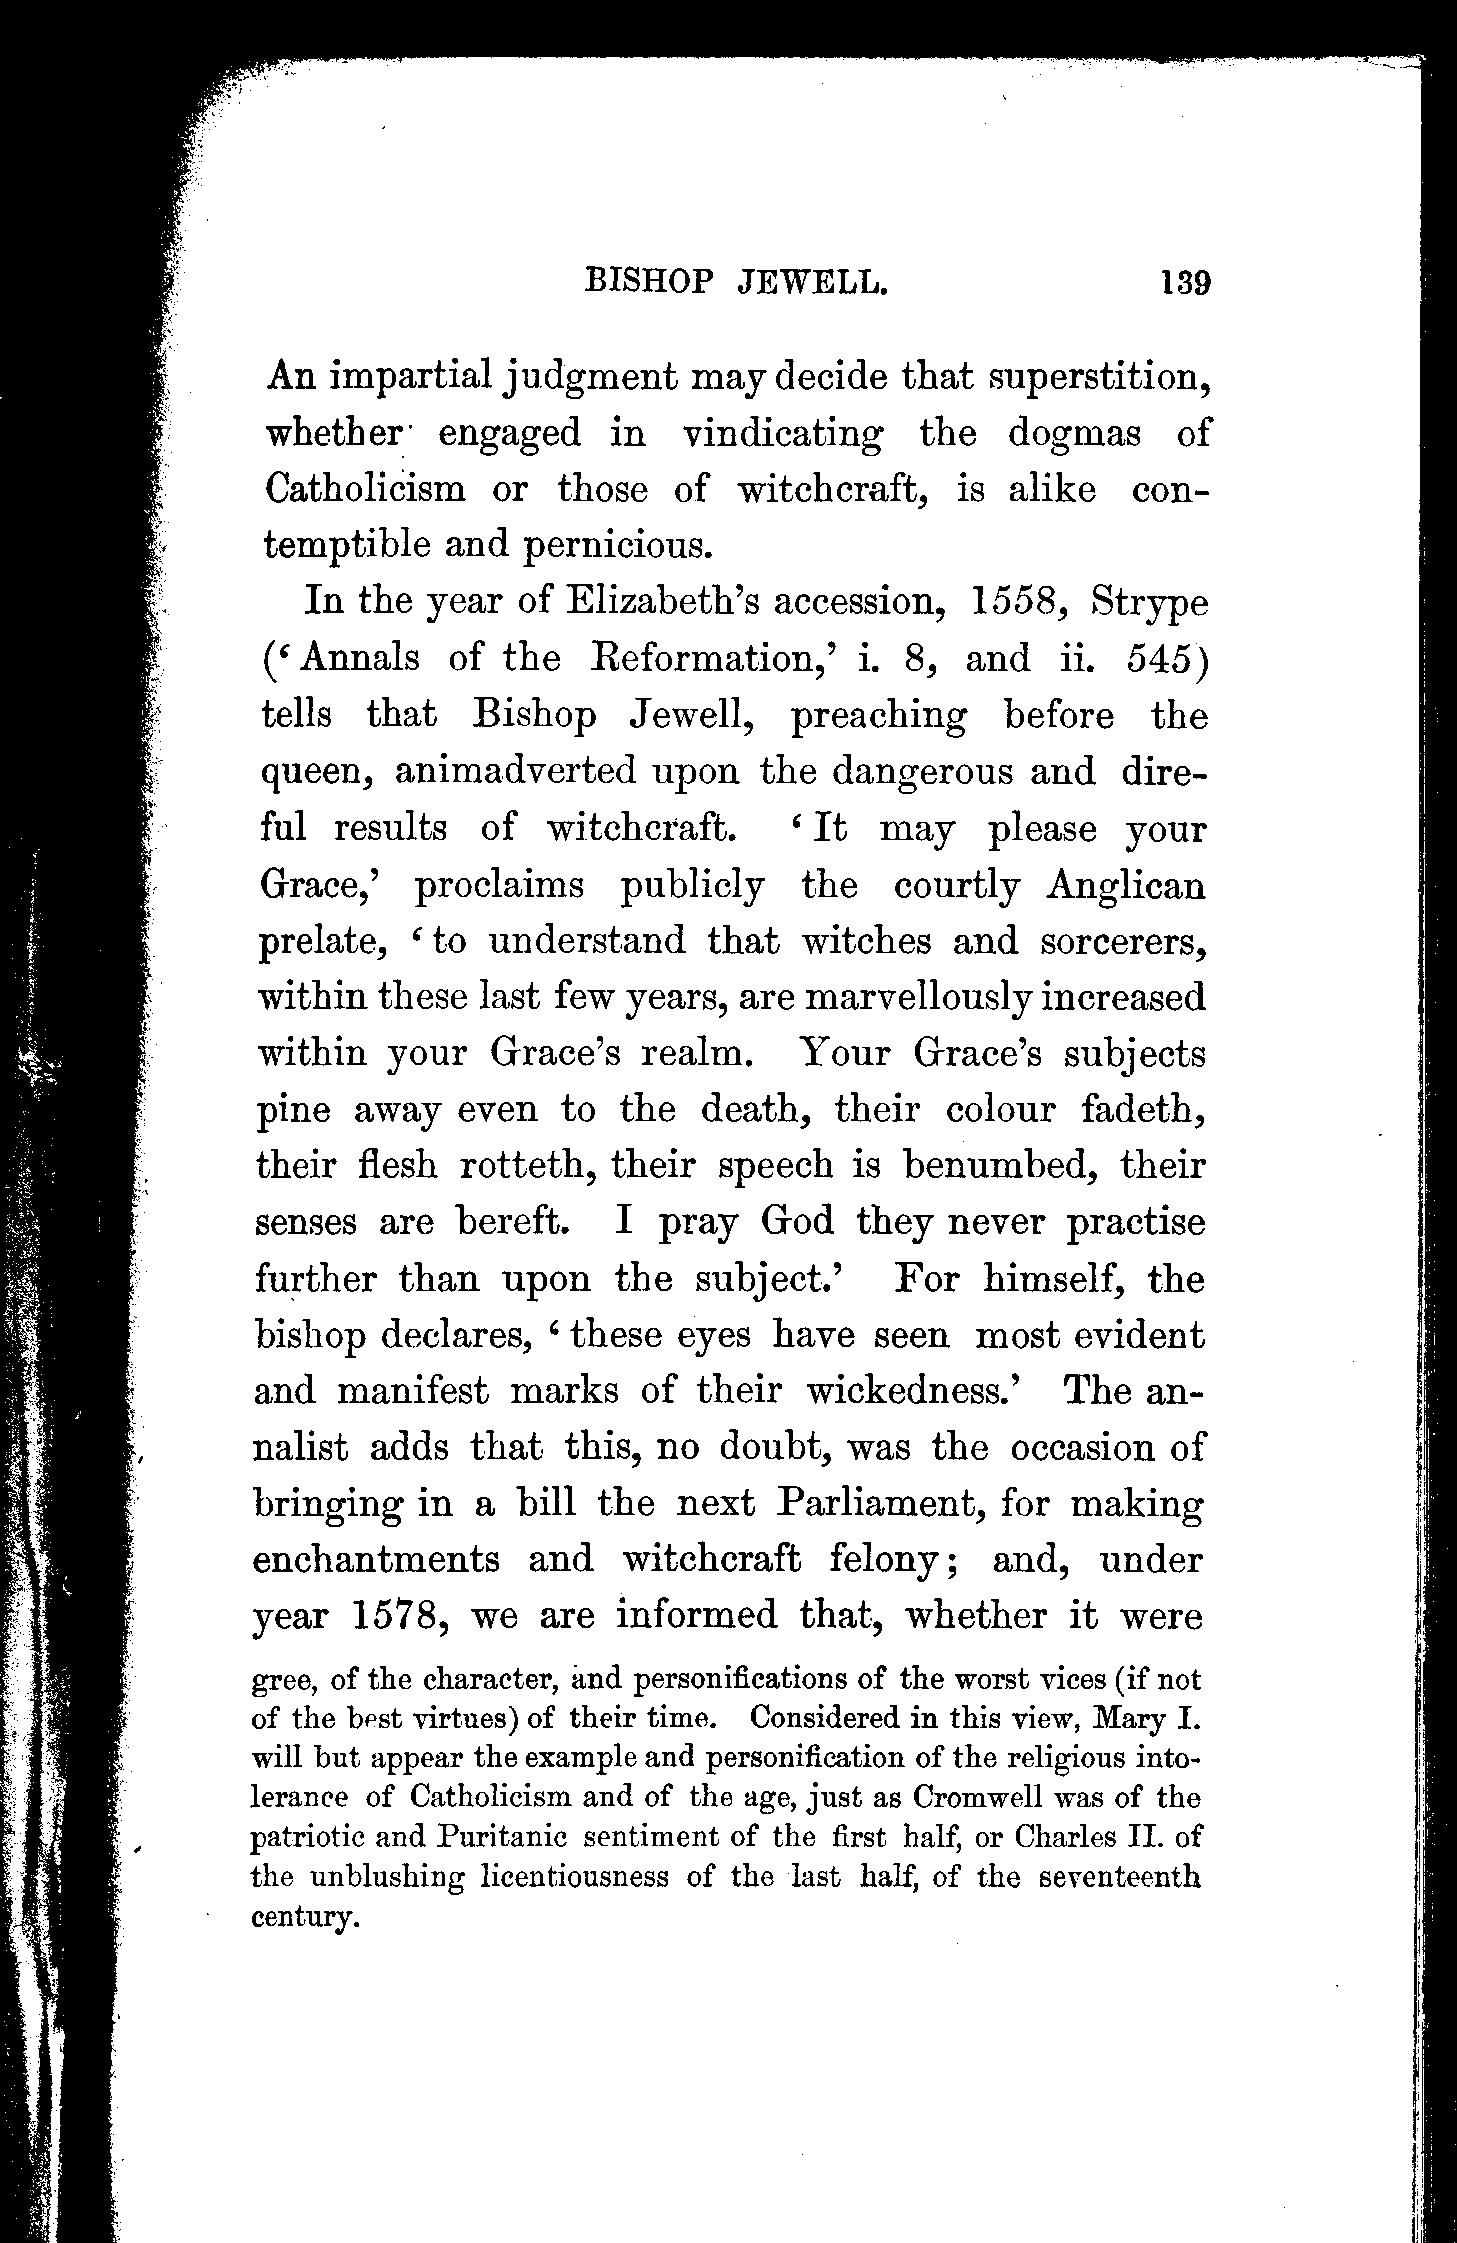 BISHOP JEWELL. 139
An impartial judgment may decide that superstition,
whether engaged in vindicating the dogmas of
Catholicism or those of witchcraft, is alike con-
temptible and pernicious.
In the year of Elizabeth's accession, 1558, Strype
(‘Annals of the Reformation,’ i. 8, and ii. 545)
tells that Bishop Jewell, preaching before the
queen, animadverted upon the dangerous and dire-
ful results of witchcraft. ‘It may please your
Grace,’ proclaims publicly the courtly Anglican
prelate, ‘to understand that witches and sorcerers,
within these last few years, are marvellously increased
within your Grace's realm. Your Grace's subjects
pine away even to the death, their colour fadeth,
their flesh rotteth, their speech is benumbed, their
senses are bereft. I pray God they never practise
further than upon the subject.’ For himself, the
bishop declares, ‘these eyes have seen most evident
and manifest marks of their wickedness.’ The an-
nalist adds that this, no doubt, was the occasion of
bringing in a bill the next Parliament, for making
enchantments and witchcraft felony; and, under
year 1578, we are informed that, whether it were
gree, of the character, and personifications of the worst vices (if not
of the best virtues) of their time. Considered in this view, Mary I.
will but appear the example and personification of the religious into-
lerance of Catholicism and of the age, just as Cromwell was of the
patriotic and Puritanic sentiment of the first half, or Charles II. of
the unblushing licentiousness of the last half, of the seventeenth
century.